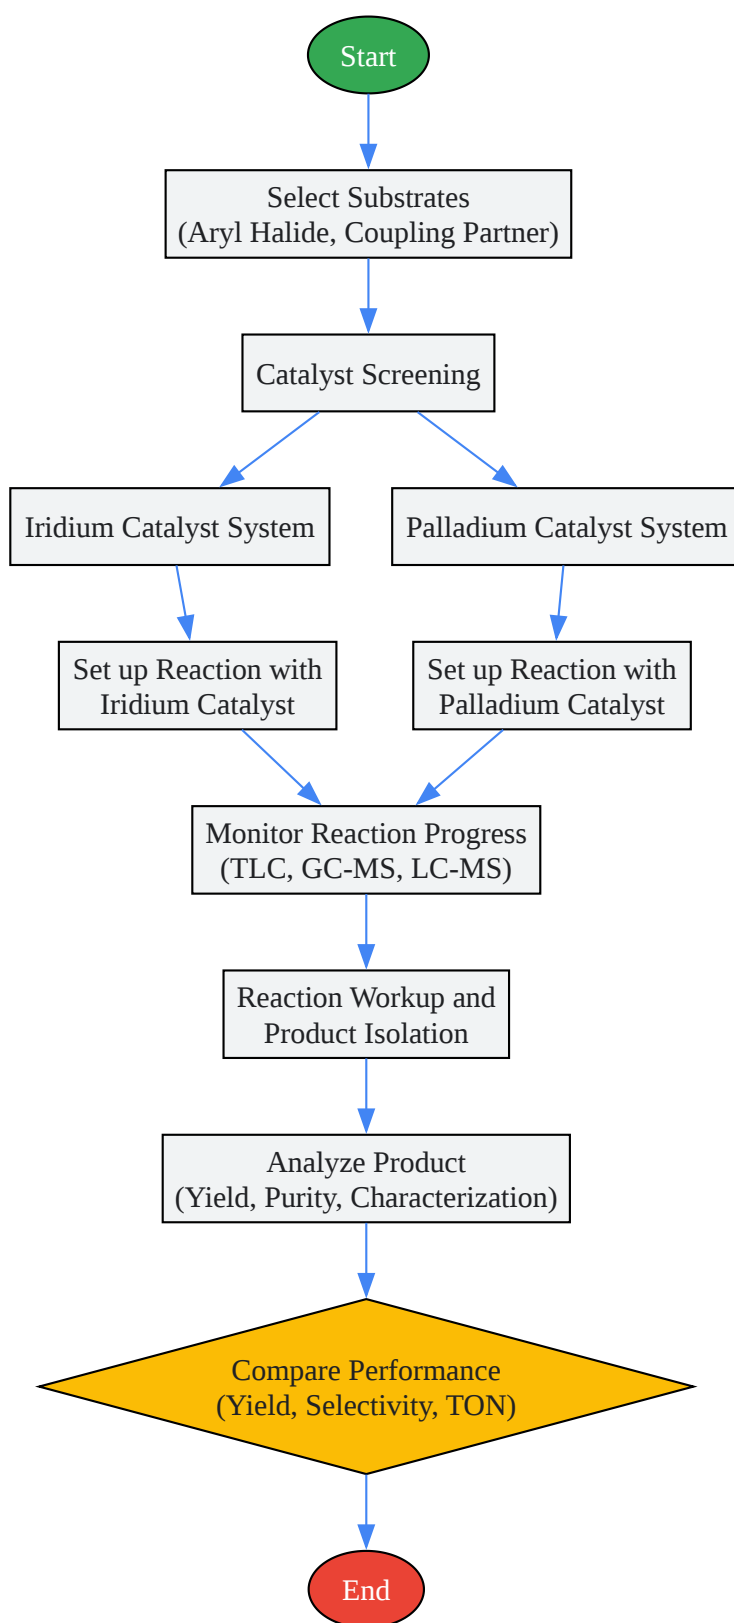 Start
Select Substrates
(Aryl Halide, Coupling Partner)
Catalyst Screening
Iridium Catalyst System
Palladium Catalyst System
Set up Reaction with
Iridium Catalyst
Set up Reaction with
Palladium Catalyst
Monitor Reaction Progress
(TLC, GC-MS, LC-MS)
Reaction Workup and
Product Isolation
Analyze Product
(Yield, Purity, Characterization)
Compare Performance
(Yield, Selectivity, TON)
End